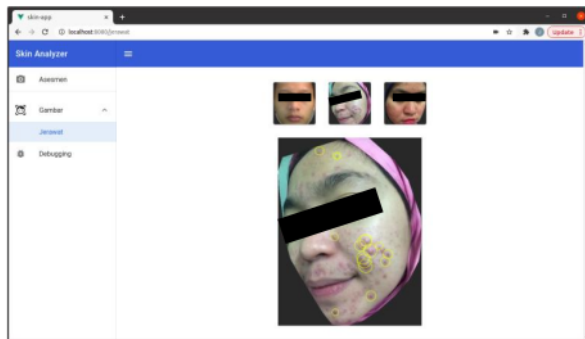 skin-app
localhost:8080/jerawat
Update
Skin Analyzer
Asesmen
Gambar
Jerawat
Debugging